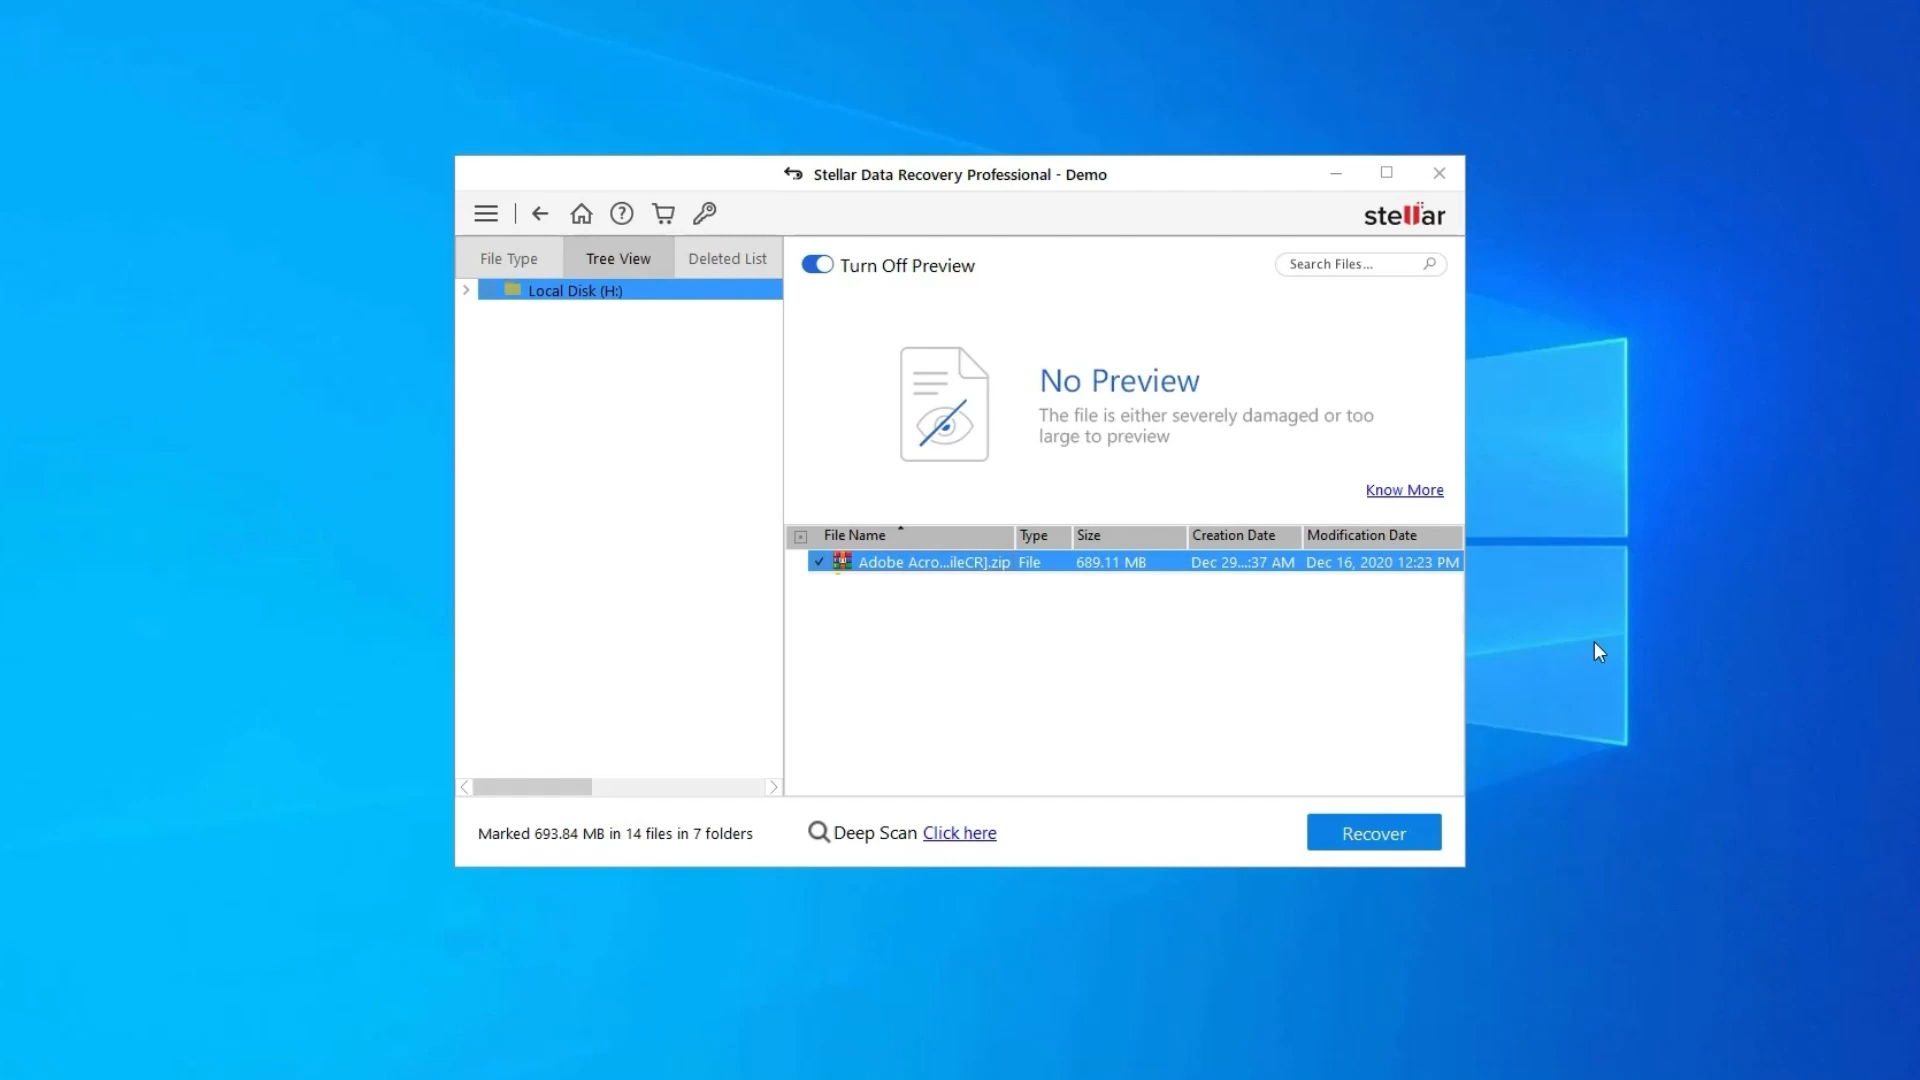 Stellar Data Recovery Professional - Demo
stellar
File Type
Tree View
Deleted List
Turn Off Preview
Search Files...
Local Disk (H:)
No Preview
The file is either severely damaged or too
large to preview
Know More
File Name
Type
Size
Creation Date
Modification Date
Adobe Acro...ileCR].zip
File
689.11 MB
Dec 29...:37 AM
Dec 16, 2020 12:23 PM
Marked 693.84 MB in 14 files in 7 folders
Deep Scan Click here
Recover